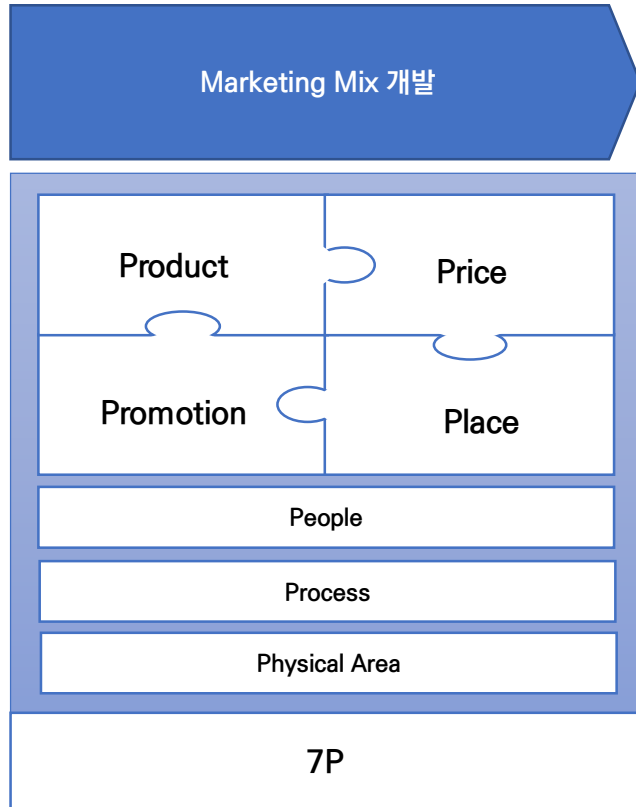 Marketing Mix 개발
Product
Price
Promotion
Place
People
Process
Physical Area
7P